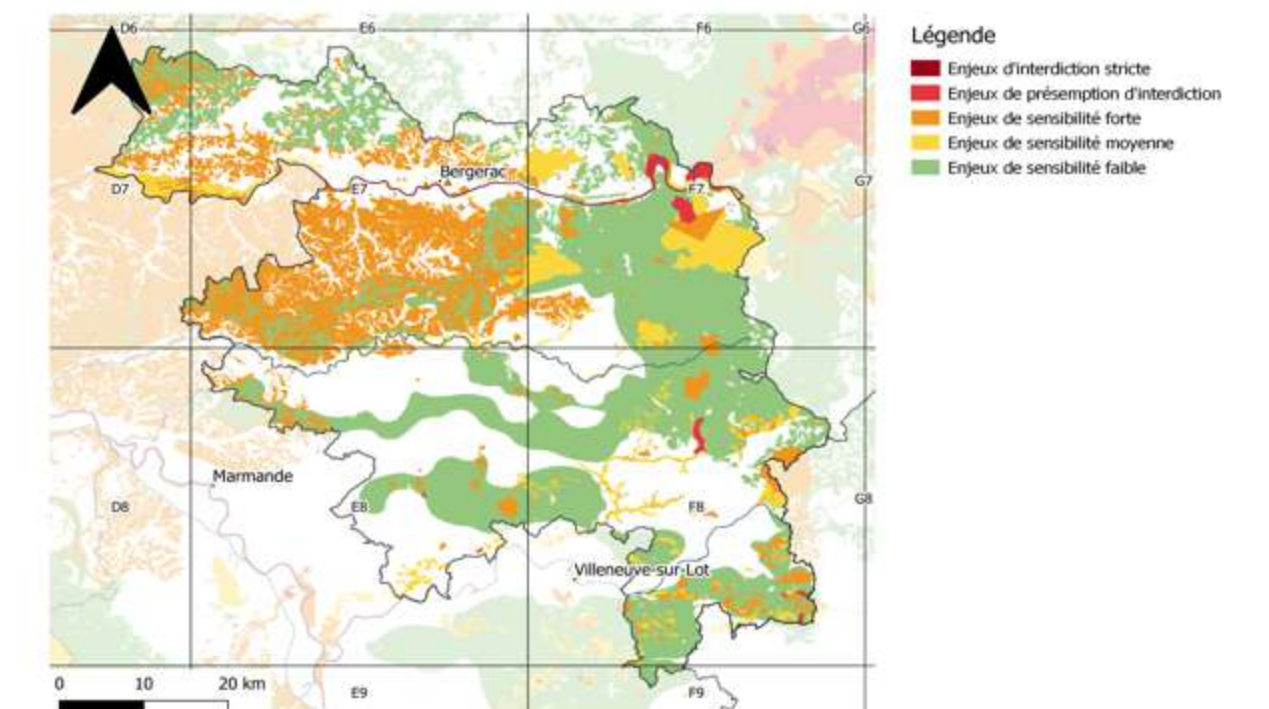 D6
E6
F6
G6
Légende
Enjeux d'interdiction stricte
Enjeux de présemption d'interdiction
Enjeux de sensibilité forte
Enjeux de sensibilité moyenne
Enjeux de sensibilité faible
Bergerac
D7
E7
F7
G7
Marmande
D8
E8
F8
G8
Villeneuve-sur-Lot
0 10 20 km
E9
F9